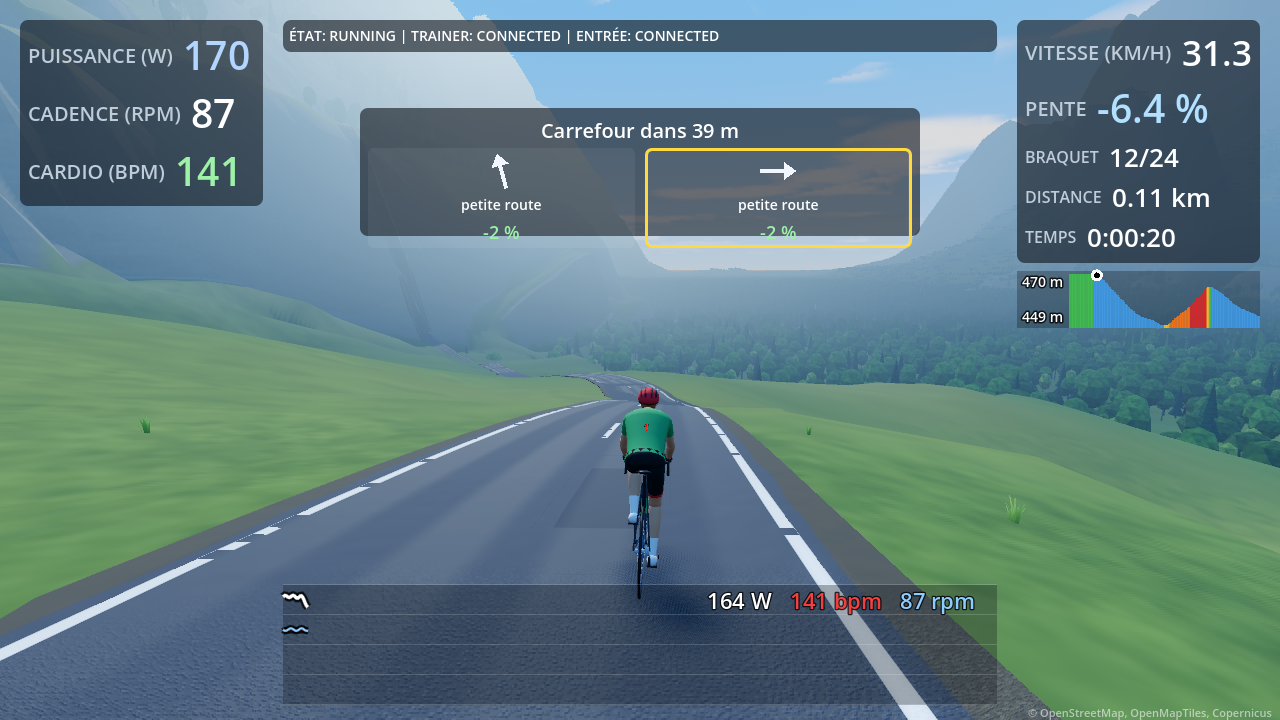 PUISSANCE (W) 170
CADENCE (RPM) 87
CARDIO (BPM) 141
ÉTAT: RUNNING | TRAINER: CONNECTED | ENTRÉE: CONNECTED
Carrefour dans 39 m
petite route
-2 %
petite route
-2 %
VITESSE (KM/H) 31.3
PENTE -6.4 %
BRAQUET 12/24
DISTANCE 0.11 km
TEMPS 0:00:20
470 m
449 m
164 W 141 bpm 87 rpm
© OpenStreetMap, OpenMapTiles, Copernicus